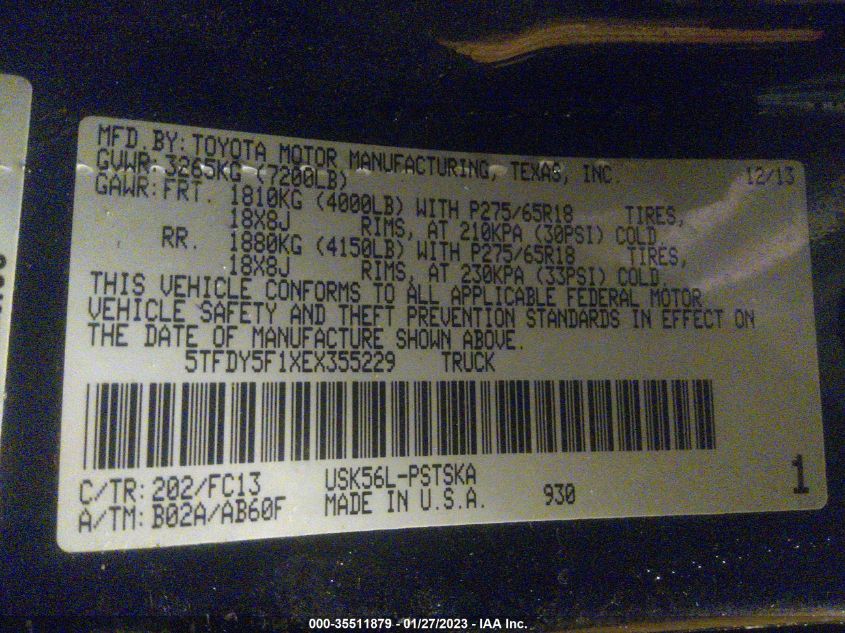 MFD. BY: TOYOTA MOTOR MANUFACTURING, TEXAS, INC. 12/13
GVWR: 3265KG (7200LB)
GAWR: FRT. 1810KG (4000LB) WITH P275/65R18 TIRES,
18X8J RIMS, AT 210KPA (30PSI) COLD
RR. 1880KG (4150LB) WITH P275/65R18 TIRES,
18X8J RIMS, AT 230KPA (33PSI) COLD
THIS VEHICLE CONFORMS TO ALL APPLICABLE FEDERAL MOTOR
VEHICLE SAFETY AND THEFT PREVENTION STANDARDS IN EFFECT ON
THE DATE OF MANUFACTURE SHOWN ABOVE.
5TFDY5F1XEX355229 TRUCK
C/TR: 202/FC13 USK56L-PSTSKA
A/TM: B02A/AB60F MADE IN U.S.A. 930 1
000-35511879 - 01/27/2023 - IAA Inc.